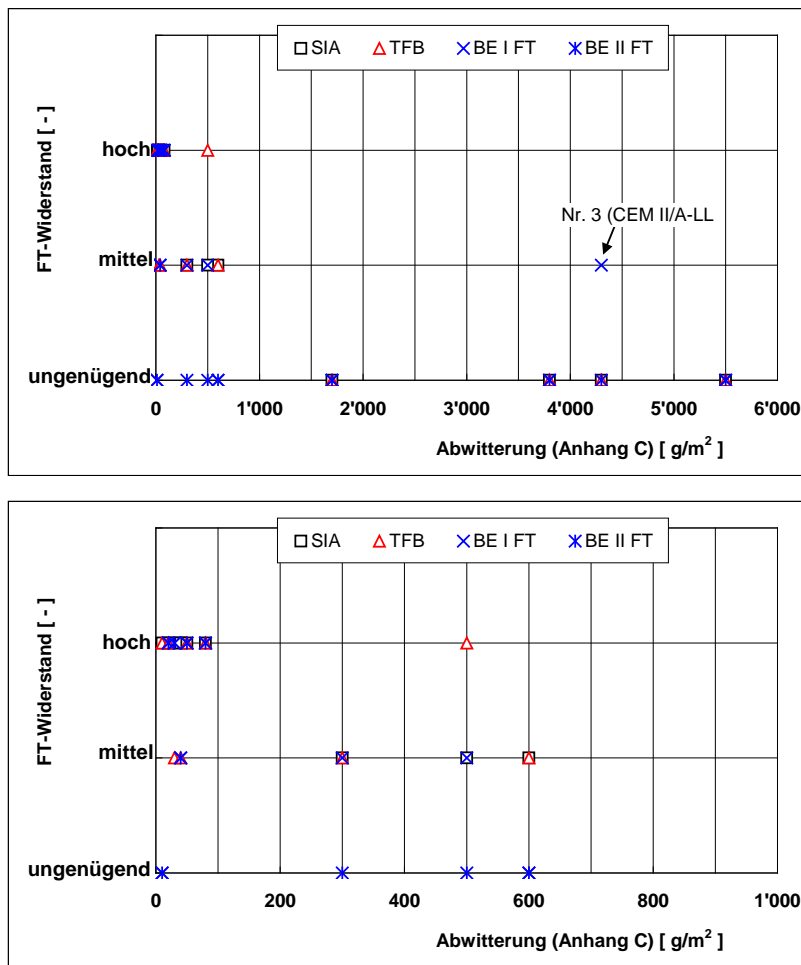 SIA TFB BE I FT BE II FT
FT-Widerstand [ - ]
hoch
Nr. 3 (CEM II/A-LL
mittel
ungenügend
0 1'000 2'000 3'000 4'000 5'000 6'000
Abwitterung (Anhang C) [ g/m² ]
SIA TFB BE I FT BE II FT
FT-Widerstand [ - ]
hoch
mittel
ungenügend
0 200 400 600 800 1'000
Abwitterung (Anhang C) [ g/m² ]